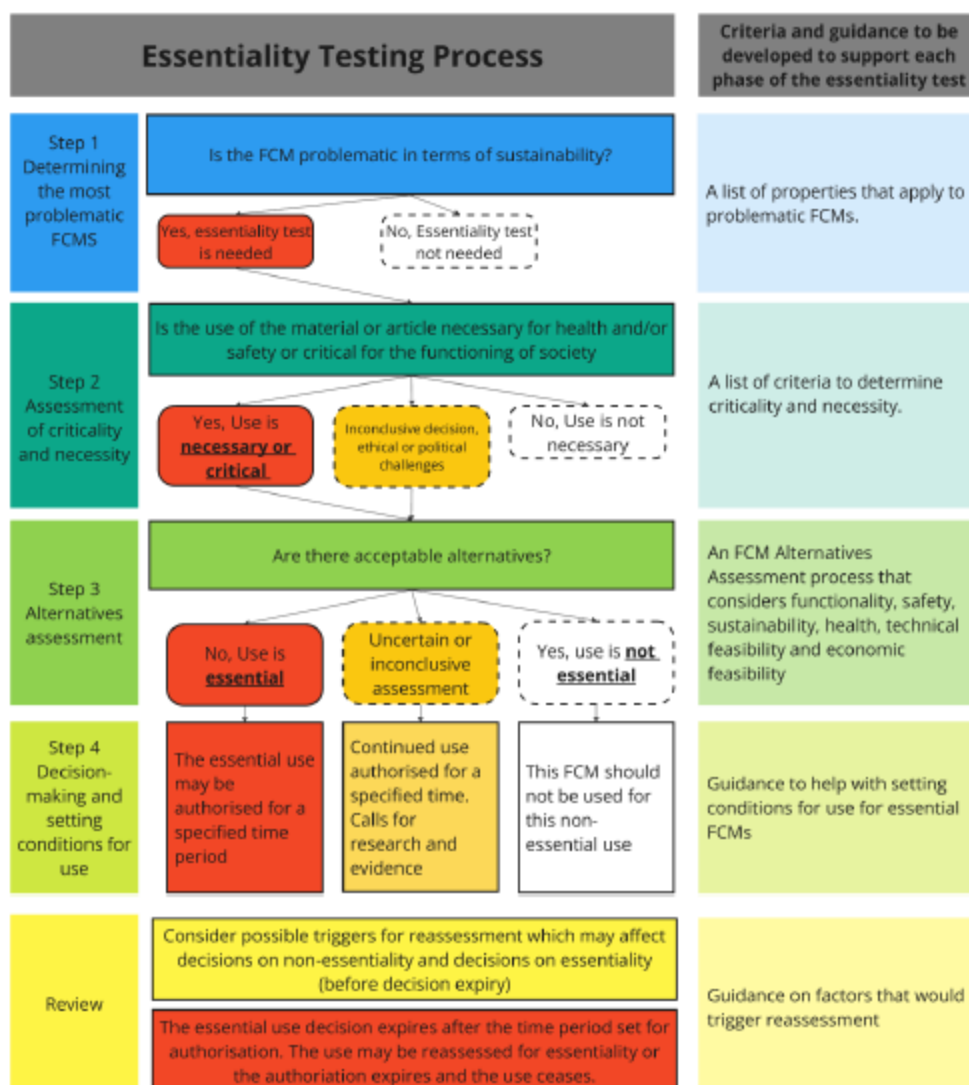 Essentiality Testing Process
Criteria and guidance to be
developed to support each
phase of the essentiality test
Step 1
Determining
the most
problematic
FCMS
Is the FCM problematic in terms of sustainability?
Yes, essentiality test
is needed
No, Essentiality test
not needed
A list of properties that apply to
problematic FCMs.
Step 2
Assessment
of criticality
and necessity
Is the use of the material or article necessary for health and/or
safety or critical for the functioning of society
Yes, Use is
necessary or
critical
Inconclusive decision,
ethical or political
challenges
No, Use is not
necessary
A list of criteria to determine
criticality and necessity.
Step 3
Alternatives
assessment
Are there acceptable alternatives?
No, Use is
essential
Uncertain or
inconclusive
assessment
Yes, use is not
essential
An FCM Alternatives
Assessment process that
considers functionality, safety,
sustainability, health, technical
feasibility and economic
feasibility
Step 4
Decision-
making and
setting
conditions for
use
The essential use
may be
authorised for a
specified time
period
Continued use
authorised for a
specified time.
Calls for
research and
evidence
This FCM should
not be used for
this non-
essential use
Guidance to help with setting
conditions for use for essential
FCMs
Review
Consider possible triggers for reassessment which may affect
decisions on non-essentiality and decisions on essentiality
(before decision expiry)
The essential use decision expires after the time period set for
authorisation. The use may be reassessed for essentiality or
the authoriation expires and the use ceases.
Guidance on factors that would
trigger reassessment